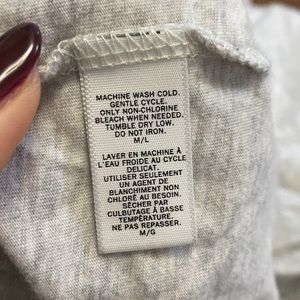 MACHINE WASH COLD.
GENTLE CYCLE.
ONLY NON-CHLORINE
BLEACH WHEN NEEDED.
TUMBLE DRY LOW.
DO NOT IRON.
M/L
LAVER EN MACHINE À
L'EAU FROIDE AU CYCLE
DELICAT.
UTILISER SEULEMENT
UN AGENT DE
BLANCHIMENT NON
CHLORÉ AU BESOIN.
SÉCHER PAR
CULBUTAGE À BASSE
TEMPÉRATURE.
NE PAS REPASSER.
M/G